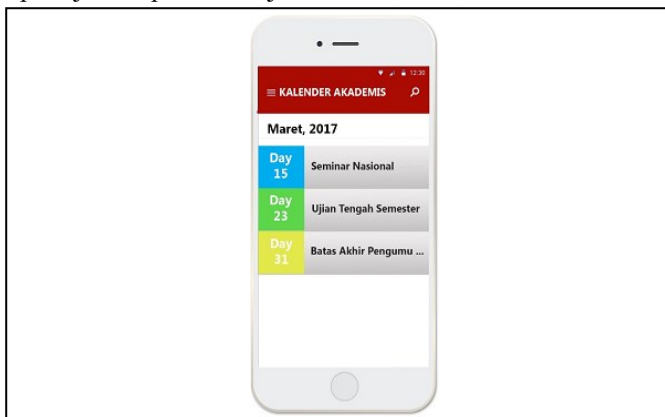 12:30
≡ KALENDER AKADEMIS
Maret, 2017
Day
15
Seminar Nasional
Day
23
Ujian Tengah Semester
Day
31
Batas Akhir Pengumu ...